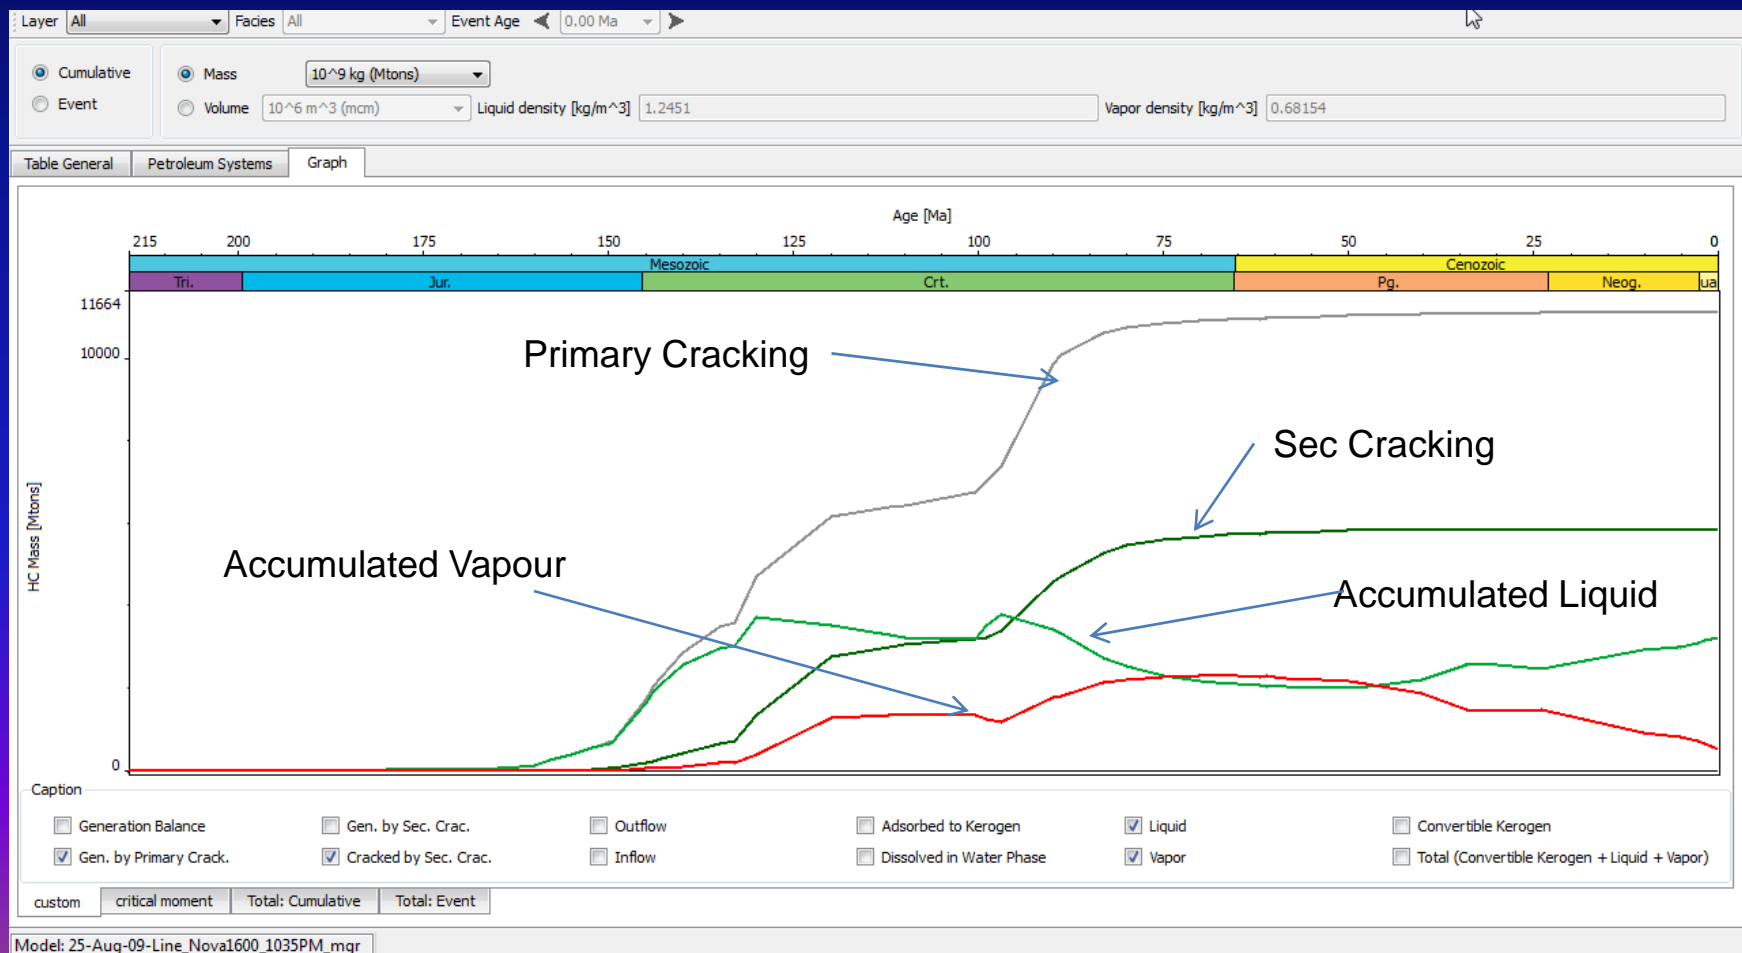 Layer All Facies All Event Age 0.00 Ma
Cumulative Mass 10^9 kg (Mtons)
Event Volume 10^6 m^3 (mcm) Liquid density [kg/m^3] 1.2451 Vapor density [kg/m^3] 0.68154
Table General Petroleum Systems Graph
Age [Ma]
215 200 175 150 125 100 75 50 25 0
Mesozoic Cenozoic
Tri. Jur. Crt. Pg. Neog. ua
11664
10000
Primary Cracking
Sec Cracking
HC Mass [Mtons]
Accumulated Vapour
Accumulated Liquid
0
Caption
Generation Balance Gen. by Sec. Crac. Outflow Adsorbed to Kerogen Liquid Convertible Kerogen
Gen. by Primary Crack. Cracked by Sec. Crac. Inflow Dissolved in Water Phase Vapor Total (Convertible Kerogen + Liquid + Vapor)
custom critical moment Total: Cumulative Total: Event
Model: 25-Aug-09-Line_Nova1600_1035PM_mgr